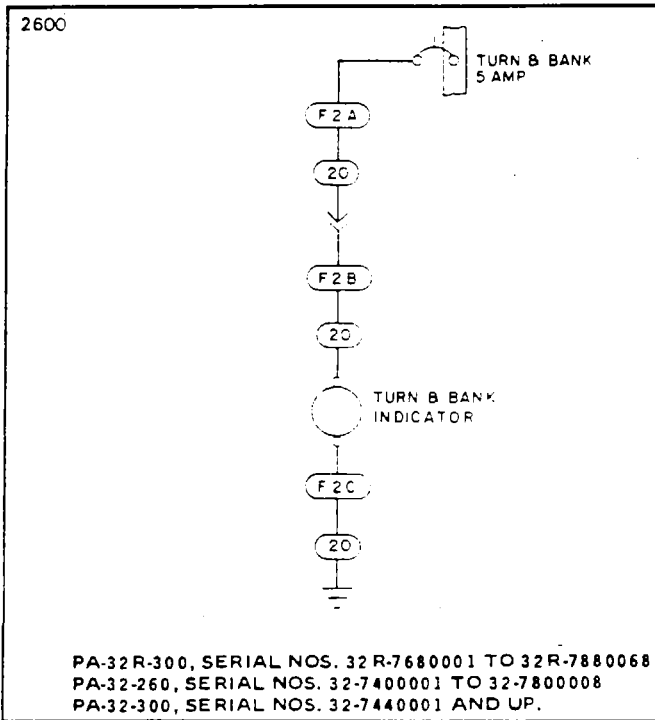 2600
TURN & BANK
5 AMP
F2A
20
F2B
20
TURN & BANK
INDICATOR
F2C
20
PA-32R-300, SERIAL NOS. 32R-7680001 TO 32R-7880068
PA-32-260, SERIAL NOS. 32-7400001 TO 32-7800008
PA-32-300, SERIAL NOS. 32-7440001 AND UP.